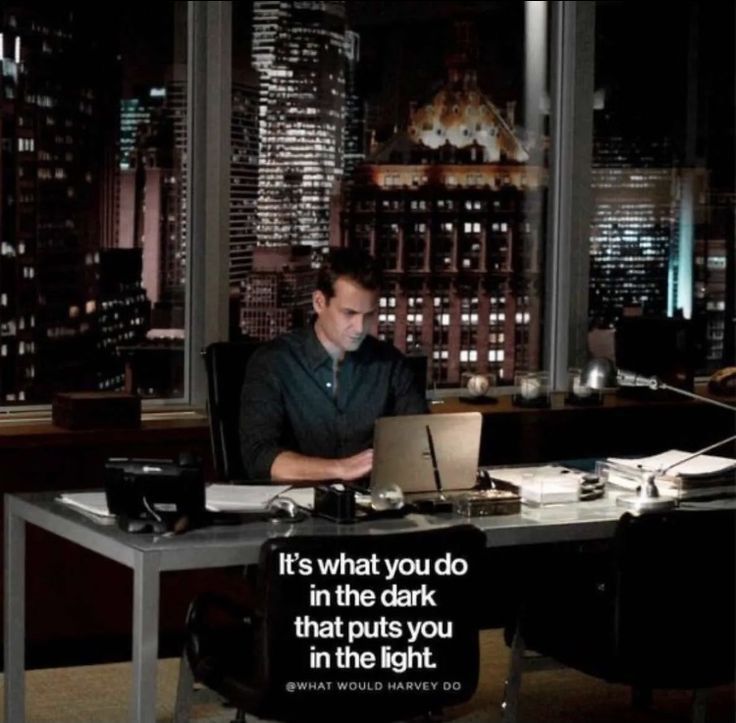 It's what you do
in the dark
that puts you
in the light.
@WHAT WOULD HARVEY DO